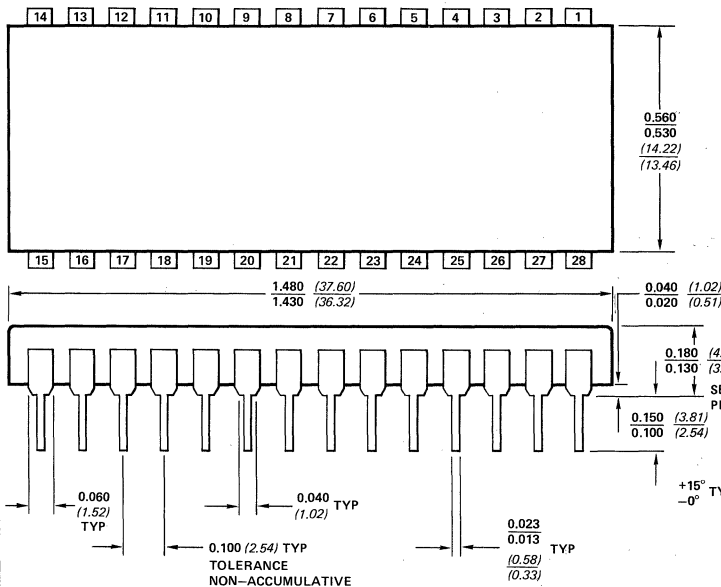 14 13 12 11 10 9 8 7 6 5 4 3 2 1
0.560
0.530
(14.22)
(13.46)
15 16 17 18 19 20 21 22 23 24 25 26 27 28
1.480 (37.60)
1.430 (36.32)
0.040 (1.02)
0.020 (0.51)
0.180
0.130
0.150 (3.81)
0.100 (2.54)
+15°
−0°
0.060
(1.52)
TYP
0.040
(1.02)
TYP
0.100 (2.54) TYP
TOLERANCE
NON–ACCUMULATIVE
0.023
0.013
(0.58)
(0.33)
TYP